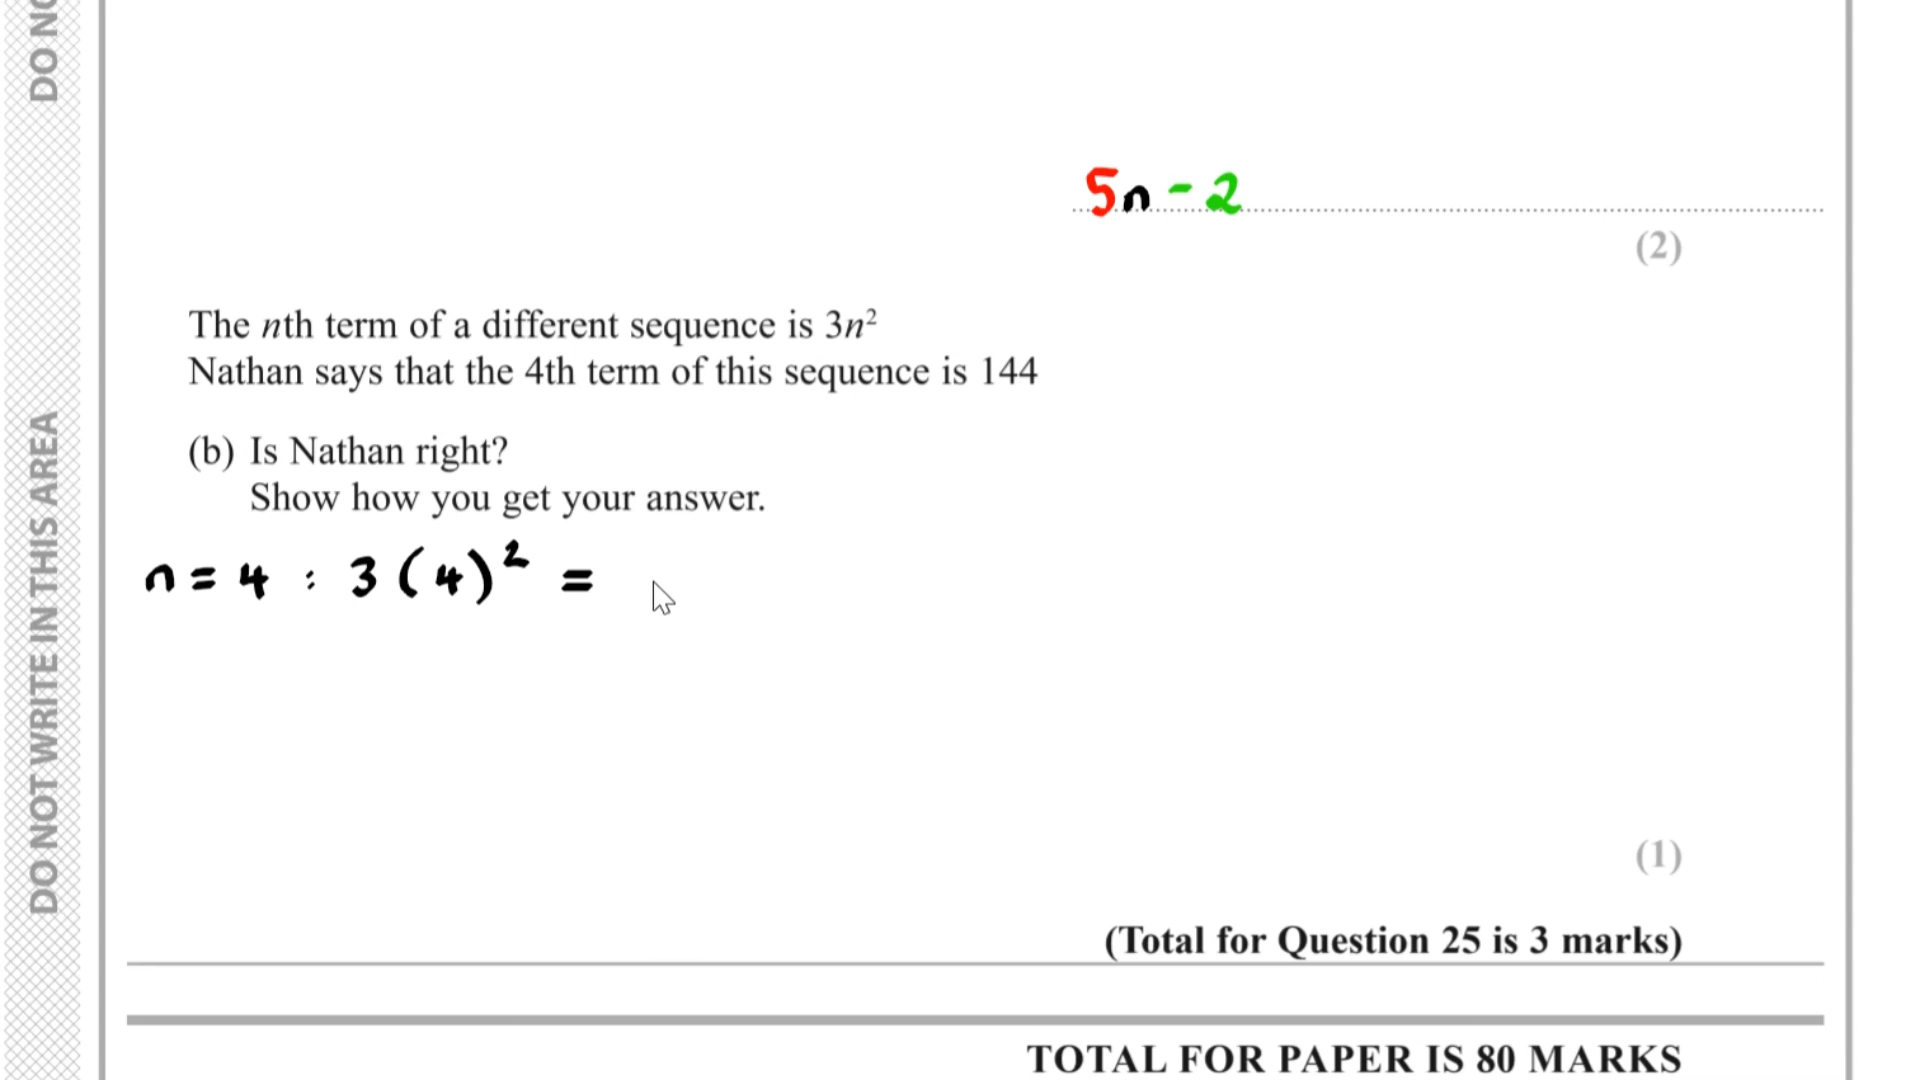 DO NO
5n - 2
(2)
The nth term of a different sequence is 3n²
Nathan says that the 4th term of this sequence is 144
(b) Is Nathan right?
Show how you get your answer.
n = 4 : 3 (4)² =
DO NOT WRITE IN THIS AREA
(1)
(Total for Question 25 is 3 marks)
TOTAL FOR PAPER IS 80 MARKS